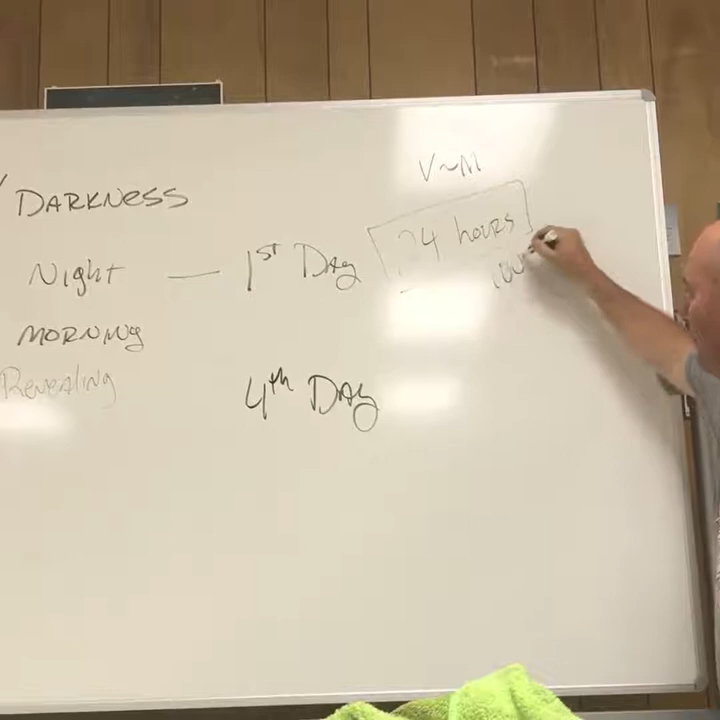 DARKNESS
Night — 1st Day
24 hours
MORNING
Revealing
4th Day